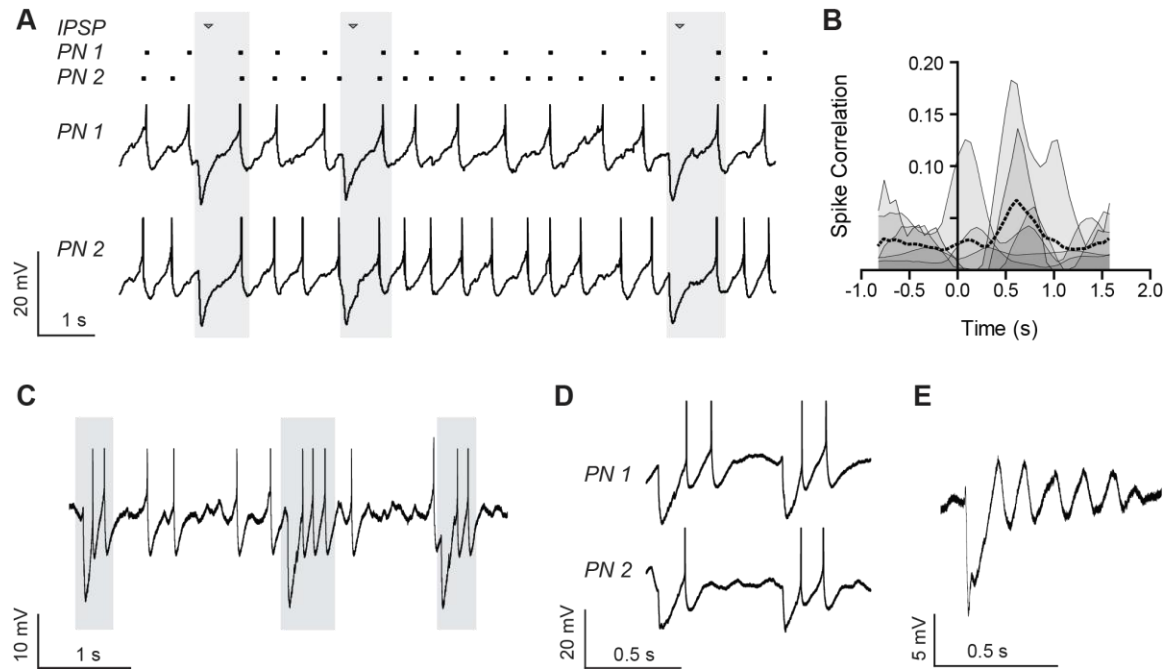 A
IPSP
PN 1
PN 2
PN 1
PN 2
20 mV
1 s
B
0.20
0.15
0.10
Spike Correlation
-1.0 -0.5 0.0 0.5 1.0 1.5 2.0
Time (s)
C
10 mV
1 s
D
PN 1
PN 2
20 mV
0.5 s
E
5 mV
0.5 s